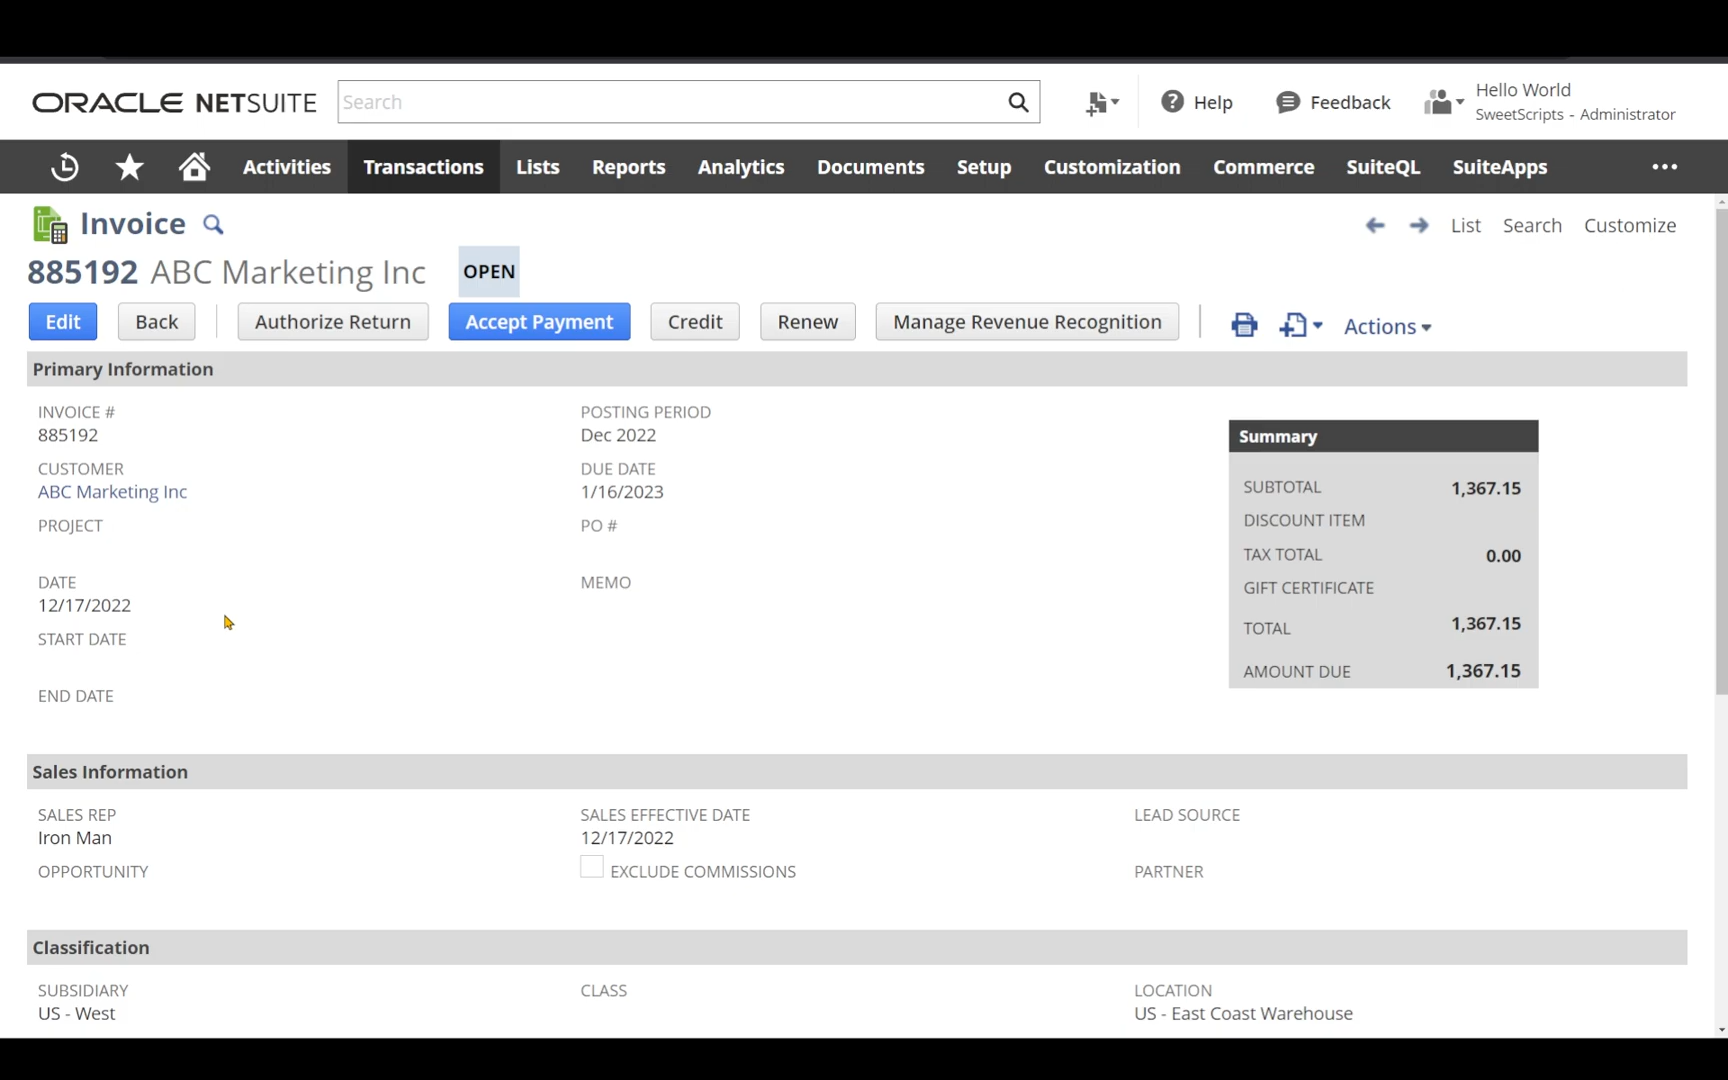 ORACLE NETSUITE
Search
Help
Feedback
Hello World
SweetScripts - Administrator
Activities
Transactions
Lists
Reports
Analytics
Documents
Setup
Customization
Commerce
SuiteQL
SuiteApps
Invoice
List
Search
Customize
885192 ABC Marketing Inc
OPEN
Edit
Back
Authorize Return
Accept Payment
Credit
Renew
Manage Revenue Recognition
Actions
Primary Information
INVOICE #
885192
CUSTOMER
ABC Marketing Inc
PROJECT
DATE
12/17/2022
START DATE
END DATE
POSTING PERIOD
Dec 2022
DUE DATE
1/16/2023
PO #
MEMO
Summary
SUBTOTAL 1,367.15
DISCOUNT ITEM
TAX TOTAL 0.00
GIFT CERTIFICATE
TOTAL 1,367.15
AMOUNT DUE 1,367.15
Sales Information
SALES REP
Iron Man
OPPORTUNITY
SALES EFFECTIVE DATE
12/17/2022
EXCLUDE COMMISSIONS
LEAD SOURCE
PARTNER
Classification
SUBSIDIARY
US - West
CLASS
LOCATION
US - East Coast Warehouse